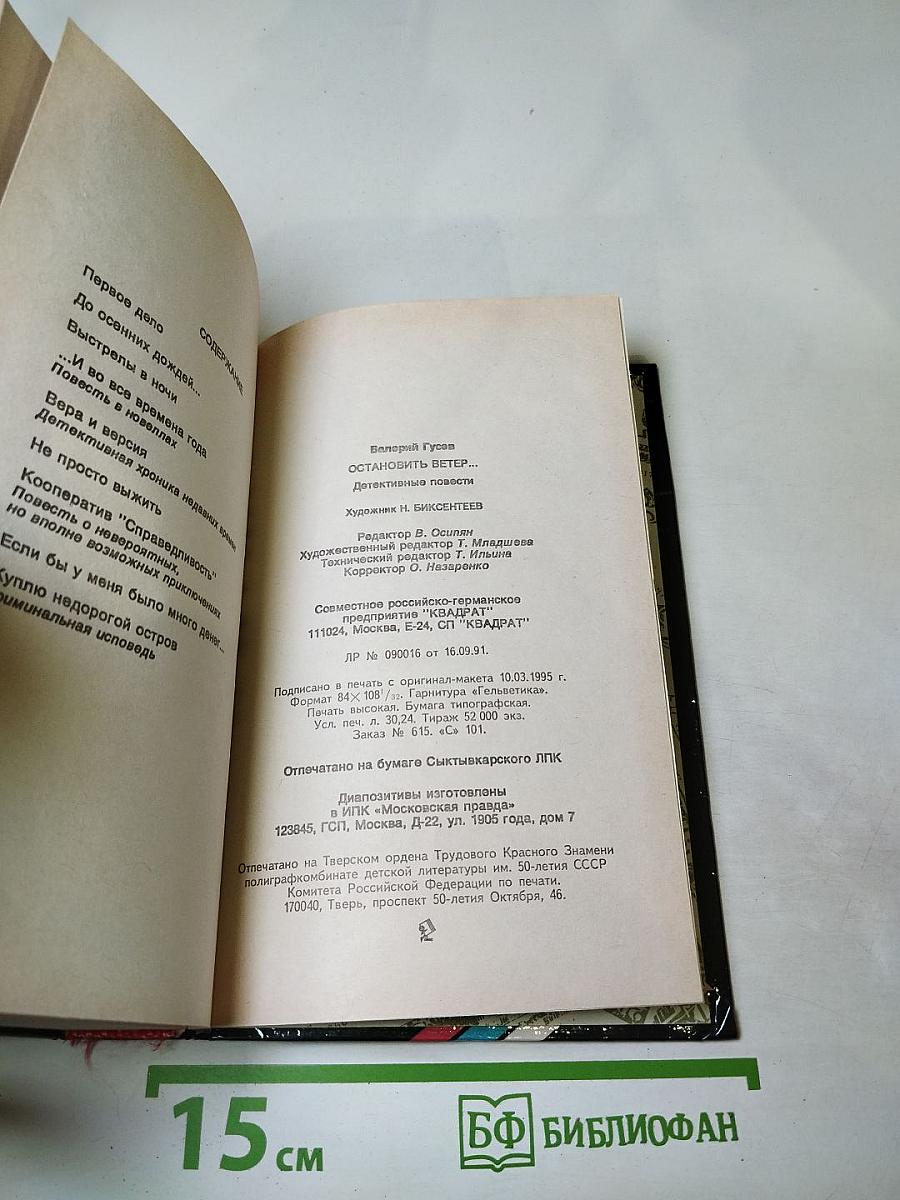 СОДЕРЖАНИЕ
Первое дело
До осенних дождей...
Выстрелы в ночи
...И во все времена года
Повесть в новеллах
Вера и версия
Детективная хроника недавних времен
Не просто выжить
Кооператив "Справедливость"
Повесть о невероятных,
но вполне возможных приключениях
Если бы у меня было много денег...
Куплю недорогой остров
риминальная исповедь
Валерий Гусев
ОСТАНОВИТЬ ВЕТЕР...
Детективные повести
Художник Н. БИКСЕНТЕЕВ
Редактор В. Осипян
Художественный редактор Т. Младшева
Технический редактор Т. Ильина
Корректор О. Назаренко
Совместное российско-германское
предприятие "КВАДРАТ"
111024, Москва, Е-24, СП "КВАДРАТ"
ЛР № 090016 от 16.09.91.
Подписано в печать с оригинал-макета 10.03.1995 г.
Формат 84×108¹/₃₂. Гарнитура «Гельветика».
Печать высокая. Бумага типографская.
Усл. печ. л. 30,24. Тираж 52 000 экз.
Заказ № 615. «С» 101.
Отпечатано на бумаге Сыктывкарского ЛПК
Диапозитивы изготовлены
в ИПК «Московская правда»
123845, ГСП, Москва, Д-22, ул. 1905 года, дом 7
Отпечатано на Тверском ордена Трудового Красного Знамени
полиграфкомбинате детской литературы им. 50-летия СССР
Комитета Российской Федерации по печати.
170040, Тверь, проспект 50-летия Октября, 46.
15 см
БФ БИБЛИОФАН